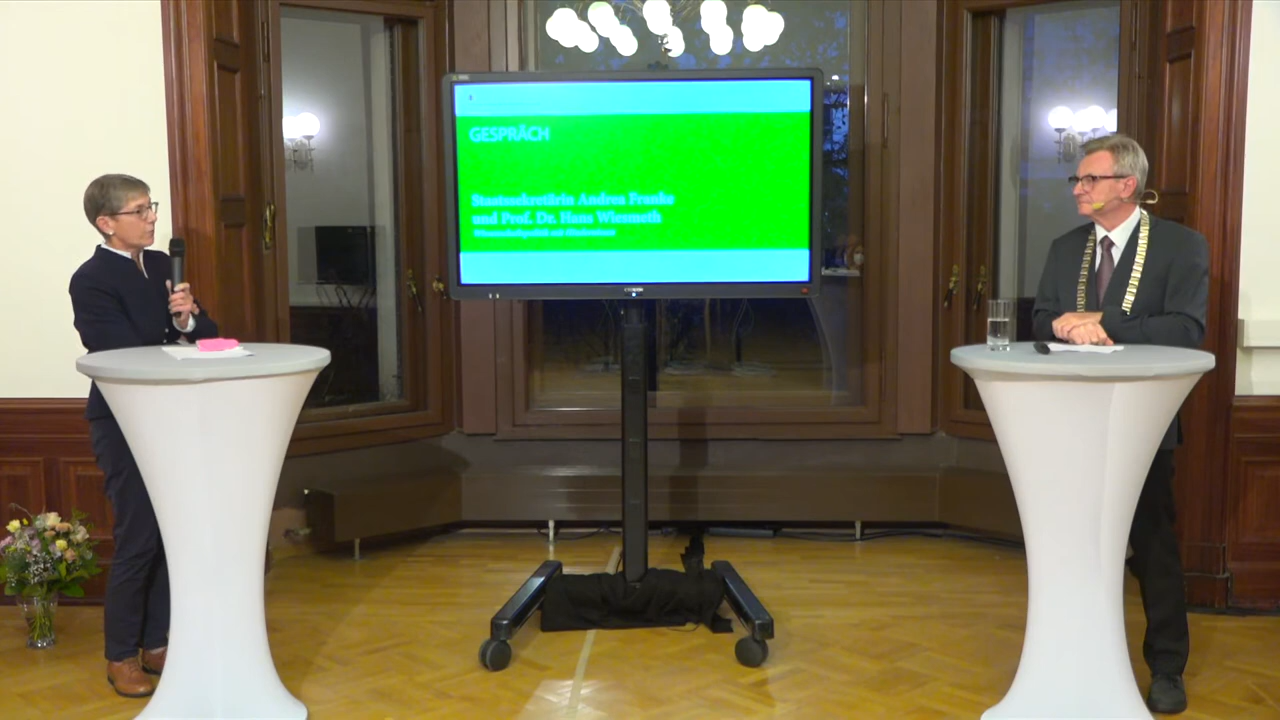 GESPRÄCH
Staatssekretärin Andrea Franke
und Prof. Dr. Hans Wiesmeth